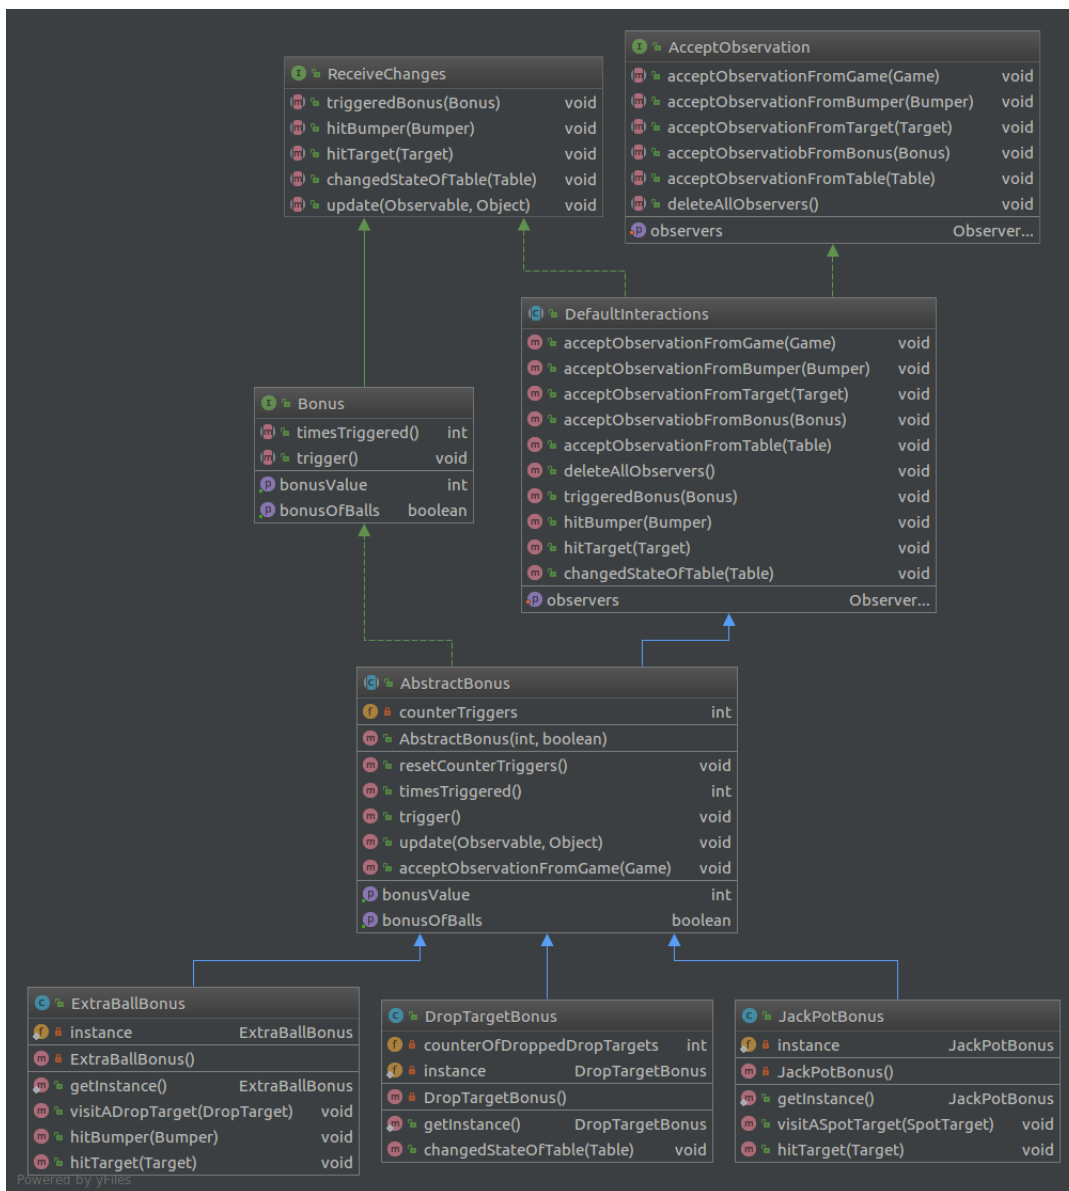 AcceptObservation
acceptObservationFromGame(Game) void
acceptObservationFromBumper(Bumper) void
acceptObservationFromTarget(Target) void
acceptObservatiobFromBonus(Bonus) void
acceptObservationFromTable(Table) void
deleteAllObservers() void
observers Observer...
ReceiveChanges
triggeredBonus(Bonus) void
hitBumper(Bumper) void
hitTarget(Target) void
changedStateOfTable(Table) void
update(Observable, Object) void
DefaultInteractions
acceptObservationFromGame(Game) void
acceptObservationFromBumper(Bumper) void
acceptObservationFromTarget(Target) void
acceptObservatiobFromBonus(Bonus) void
acceptObservationFromTable(Table) void
deleteAllObservers() void
triggeredBonus(Bonus) void
hitBumper(Bumper) void
hitTarget(Target) void
changedStateOfTable(Table) void
observers Observer...
Bonus
timesTriggered() int
trigger() void
bonusValue int
bonusOfBalls boolean
AbstractBonus
counterTriggers int
AbstractBonus(int, boolean)
resetCounterTriggers() void
timesTriggered() int
trigger() void
update(Observable, Object) void
acceptObservationFromGame(Game) void
bonusValue int
bonusOfBalls boolean
ExtraBallBonus
instance ExtraBallBonus
ExtraBallBonus()
getInstance() ExtraBallBonus
visitADropTarget(DropTarget) void
hitBumper(Bumper) void
hitTarget(Target) void
DropTargetBonus
counterOfDroppedDropTargets int
instance DropTargetBonus
DropTargetBonus()
getInstance() DropTargetBonus
changedStateOfTable(Table) void
JackPotBonus
instance JackPotBonus
JackPotBonus()
getInstance() JackPotBonus
visitASpotTarget(SpotTarget) void
hitTarget(Target) void
Powered by yFiles